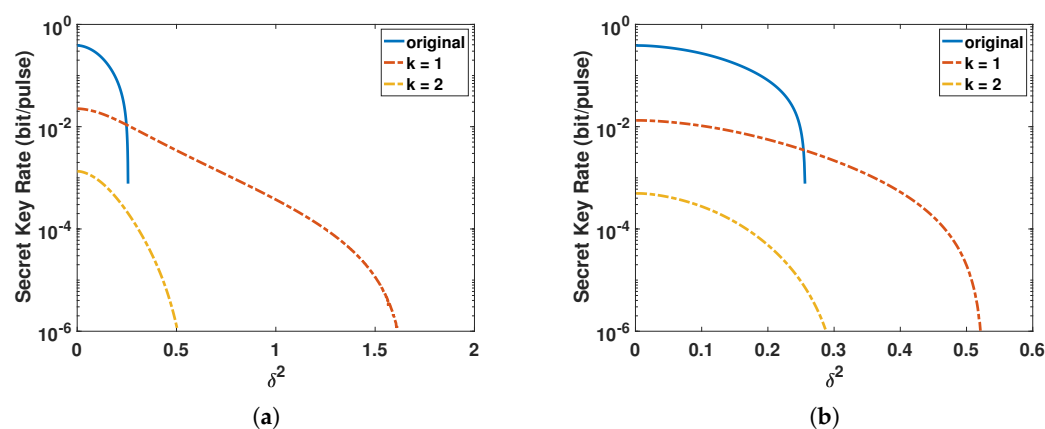 10^0
10^-2
10^-4
10^-6
Secret Key Rate (bit/pulse)
original
k = 1
k = 2
0 0.5 1 1.5 2
δ^2
(a)
10^0
10^-2
10^-4
10^-6
Secret Key Rate (bit/pulse)
original
k = 1
k = 2
0 0.1 0.2 0.3 0.4 0.5 0.6
δ^2
(b)